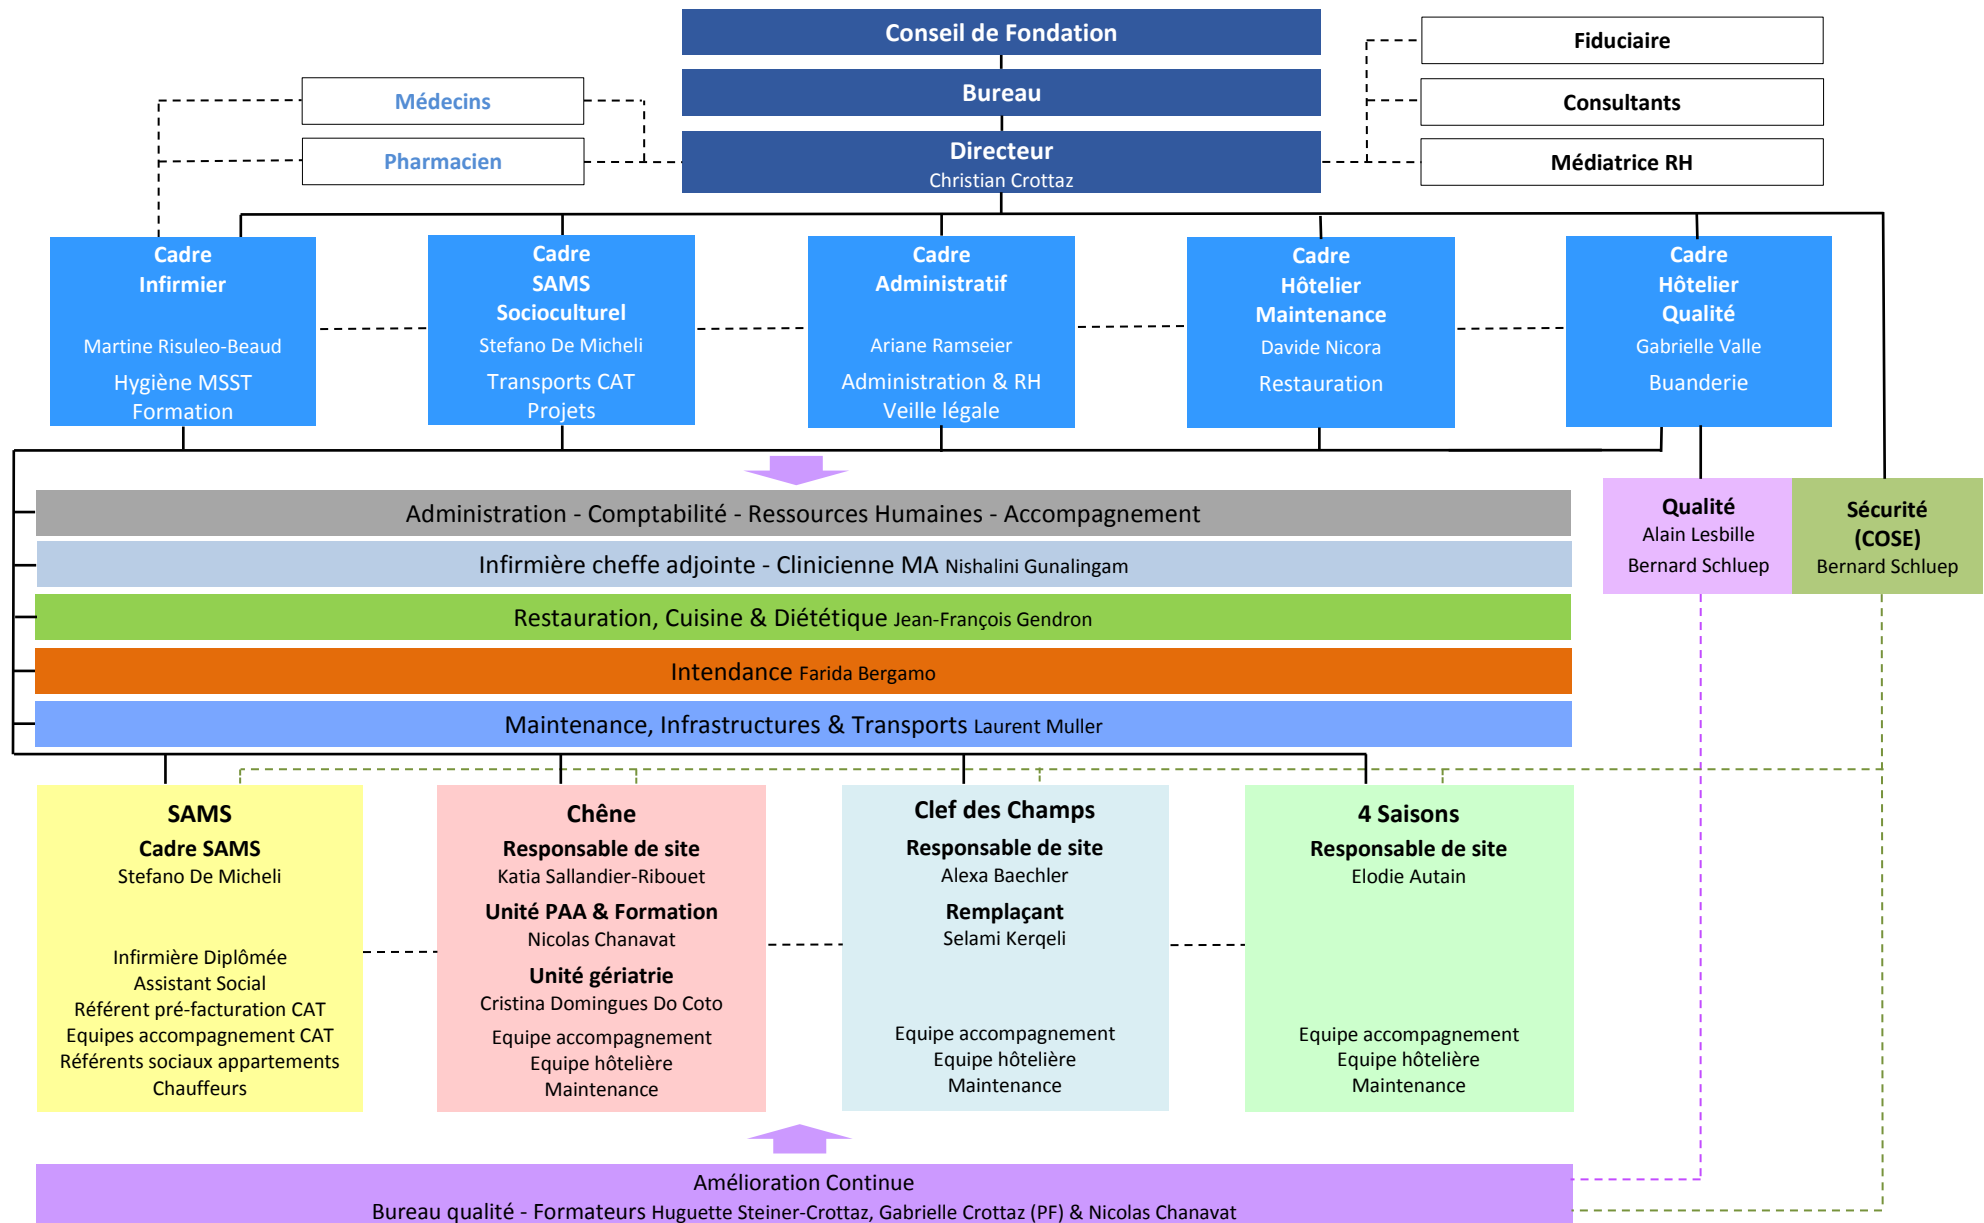 Conseil de Fondation
Bureau
Directeur
Christian Crottaz
Médecins
Pharmacien
Fiduciaire
Consultants
Médiatrice RH
Cadre
Infirmier
Martine Risuleo-Beaud
Hygiène MSST
Formation
Cadre
SAMS
Socioculturel
Stefano De Micheli
Transports CAT
Projets
Cadre
Administratif
Ariane Ramseier
Administration & RH
Veille légale
Cadre
Hôtelier
Maintenance
Davide Nicora
Restauration
Cadre
Hôtelier
Qualité
Gabrielle Valle
Buanderie
Administration - Comptabilité - Ressources Humaines - Accompagnement
Infirmière cheffe adjointe - Clinicienne MA Nishalini Gunalingam
Restauration, Cuisine & Diététique Jean-François Gendron
Intendance Farida Bergamo
Maintenance, Infrastructures & Transports Laurent Muller
Qualité
Alain Lesbille
Bernard Schluep
Sécurité
(COSE)
Bernard Schluep
SAMS
Cadre SAMS
Stefano De Micheli
Infirmière Diplômée
Assistant Social
Référent pré-facturation CAT
Equipes accompagnement CAT
Référents sociaux appartements
Chauffeurs
Chêne
Responsable de site
Katia Sallandier-Ribouet
Unité PAA & Formation
Nicolas Chanavat
Unité gériatrie
Cristina Domingues Do Coto
Equipe accompagnement
Equipe hôtelière
Maintenance
Clef des Champs
Responsable de site
Alexa Baechler
Remplaçant
Selami Kerqeli
Equipe accompagnement
Equipe hôtelière
Maintenance
4 Saisons
Responsable de site
Elodie Autain
Equipe accompagnement
Equipe hôtelière
Maintenance
Amélioration Continue
Bureau qualité - Formateurs Huguette Steiner-Crottaz, Gabrielle Crottaz (PF) & Nicolas Chanavat